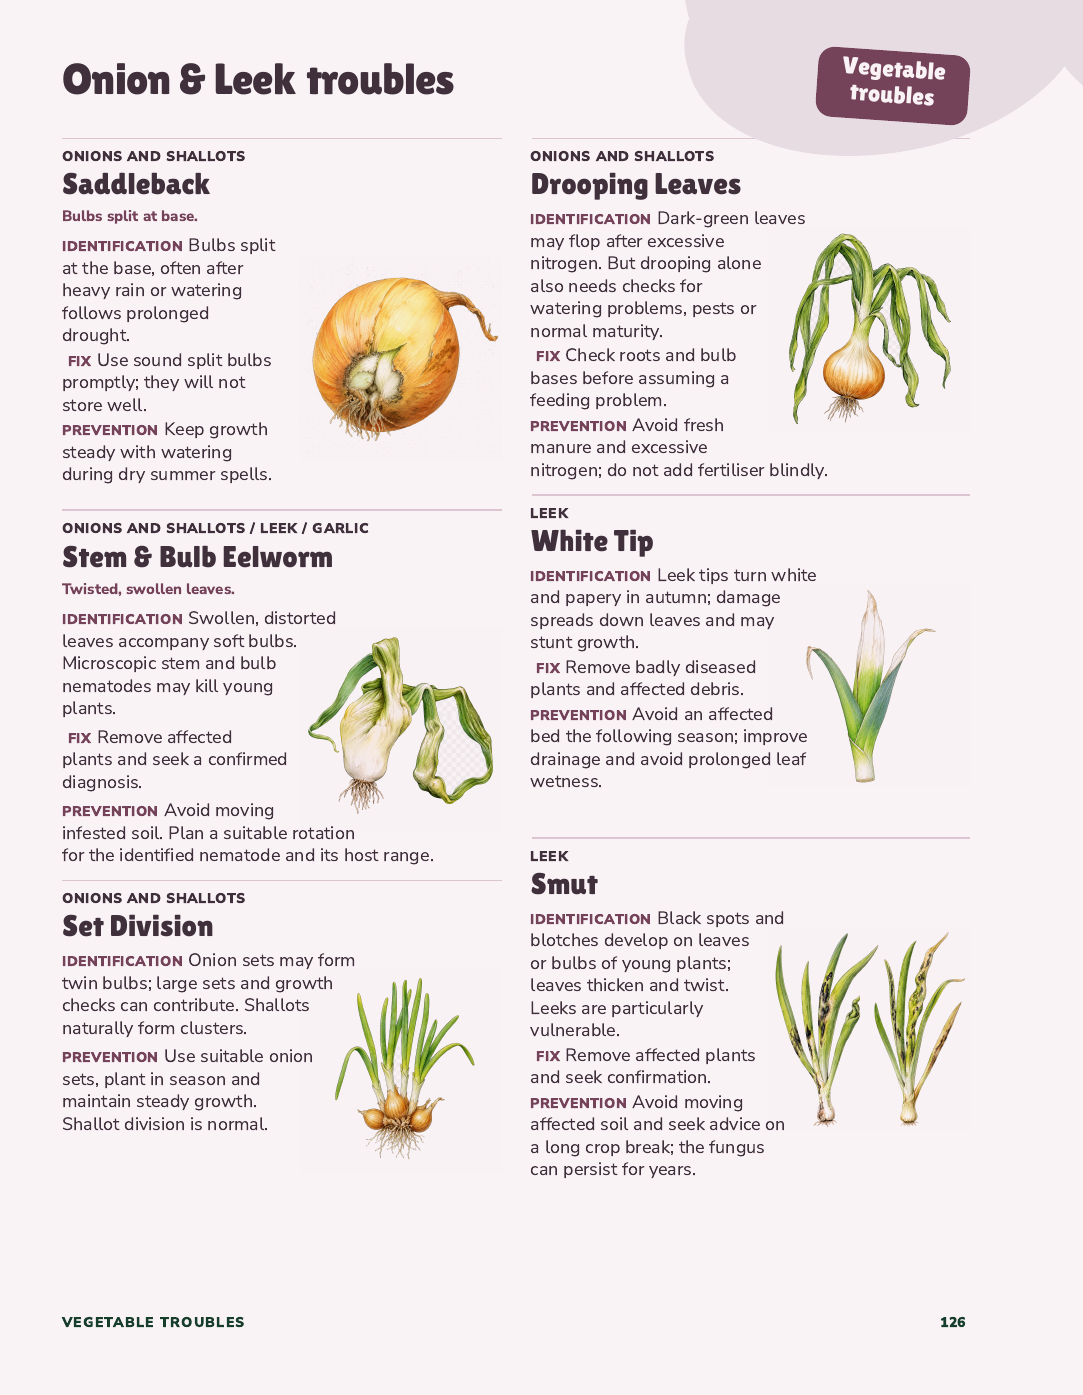 Onion & Leek troubles
Vegetable
troubles
ONIONS AND SHALLOTS
Saddleback
Bulbs split at base.
IDENTIFICATION Bulbs split
at the base, often after
heavy rain or watering
follows prolonged
drought.
FIX Use sound split bulbs
promptly; they will not
store well.
PREVENTION Keep growth
steady with watering
during dry summer spells.
ONIONS AND SHALLOTS / LEEK / GARLIC
Stem & Bulb Eelworm
Twisted, swollen leaves.
IDENTIFICATION Swollen, distorted
leaves accompany soft bulbs.
Microscopic stem and bulb
nematodes may kill young
plants.
FIX Remove affected
plants and seek a confirmed
diagnosis.
PREVENTION Avoid moving
infested soil. Plan a suitable rotation
for the identified nematode and its host range.
ONIONS AND SHALLOTS
Set Division
IDENTIFICATION Onion sets may form
twin bulbs; large sets and growth
checks can contribute. Shallots
naturally form clusters.
PREVENTION Use suitable onion
sets, plant in season and
maintain steady growth.
Shallot division is normal.
ONIONS AND SHALLOTS
Drooping Leaves
IDENTIFICATION Dark-green leaves
may flop after excessive
nitrogen. But drooping alone
also needs checks for
watering problems, pests or
normal maturity.
FIX Check roots and bulb
bases before assuming a
feeding problem.
PREVENTION Avoid fresh
manure and excessive
nitrogen; do not add fertiliser blindly.
LEEK
White Tip
IDENTIFICATION Leek tips turn white
and papery in autumn; damage
spreads down leaves and may
stunt growth.
FIX Remove badly diseased
plants and affected debris.
PREVENTION Avoid an affected
bed the following season; improve
drainage and avoid prolonged leaf
wetness.
LEEK
Smut
IDENTIFICATION Black spots and
blotches develop on leaves
or bulbs of young plants;
leaves thicken and twist.
Leeks are particularly
vulnerable.
FIX Remove affected plants
and seek confirmation.
PREVENTION Avoid moving
affected soil and seek advice on
a long crop break; the fungus
can persist for years.
VEGETABLE TROUBLES
126